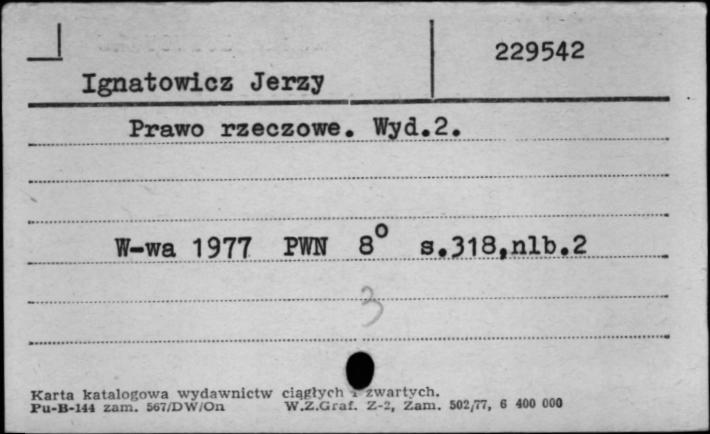 229542
Ignatowicz Jerzy
Prawo rzeczowe. Wyd.2.
W-wa 1977 PWN 8° s.318,nlb.2
3
Karta katalogowa wydawnictw ciągłych i zwartych.
Pu-B-144 zam. 567/DW/On W.Z.Graf. Z-2, Zam. 502/77, 6 400 000